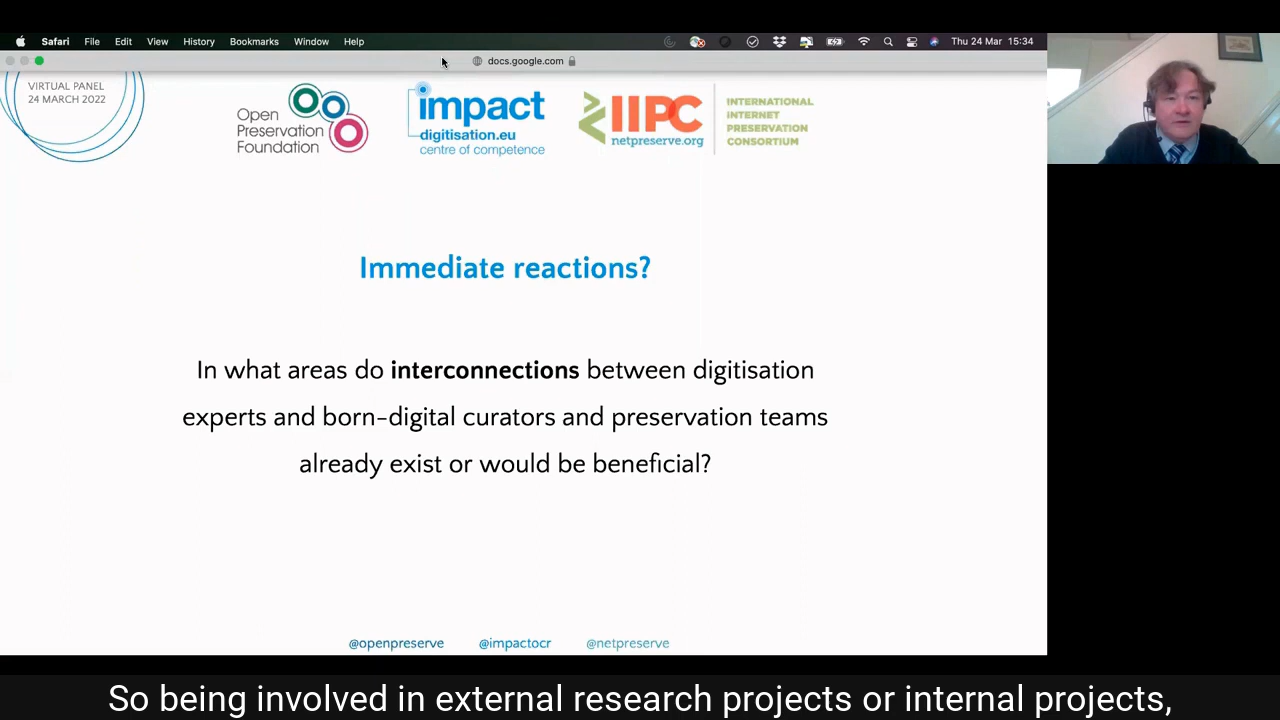 Safari File Edit View History Bookmarks Window Help Thu 24 Mar 15:34
docs.google.com
VIRTUAL PANEL
24 MARCH 2022
Open
Preservation
Foundation
impact
digitisation.eu
centre of competence
IIPC
netpreserve.org
INTERNATIONAL
INTERNET
PRESERVATION
CONSORTIUM
Immediate reactions?
In what areas do interconnections between digitisation
experts and born-digital curators and preservation teams
already exist or would be beneficial?
@openpreserve @impactocr @netpreserve
So being involved in external research projects or internal projects,